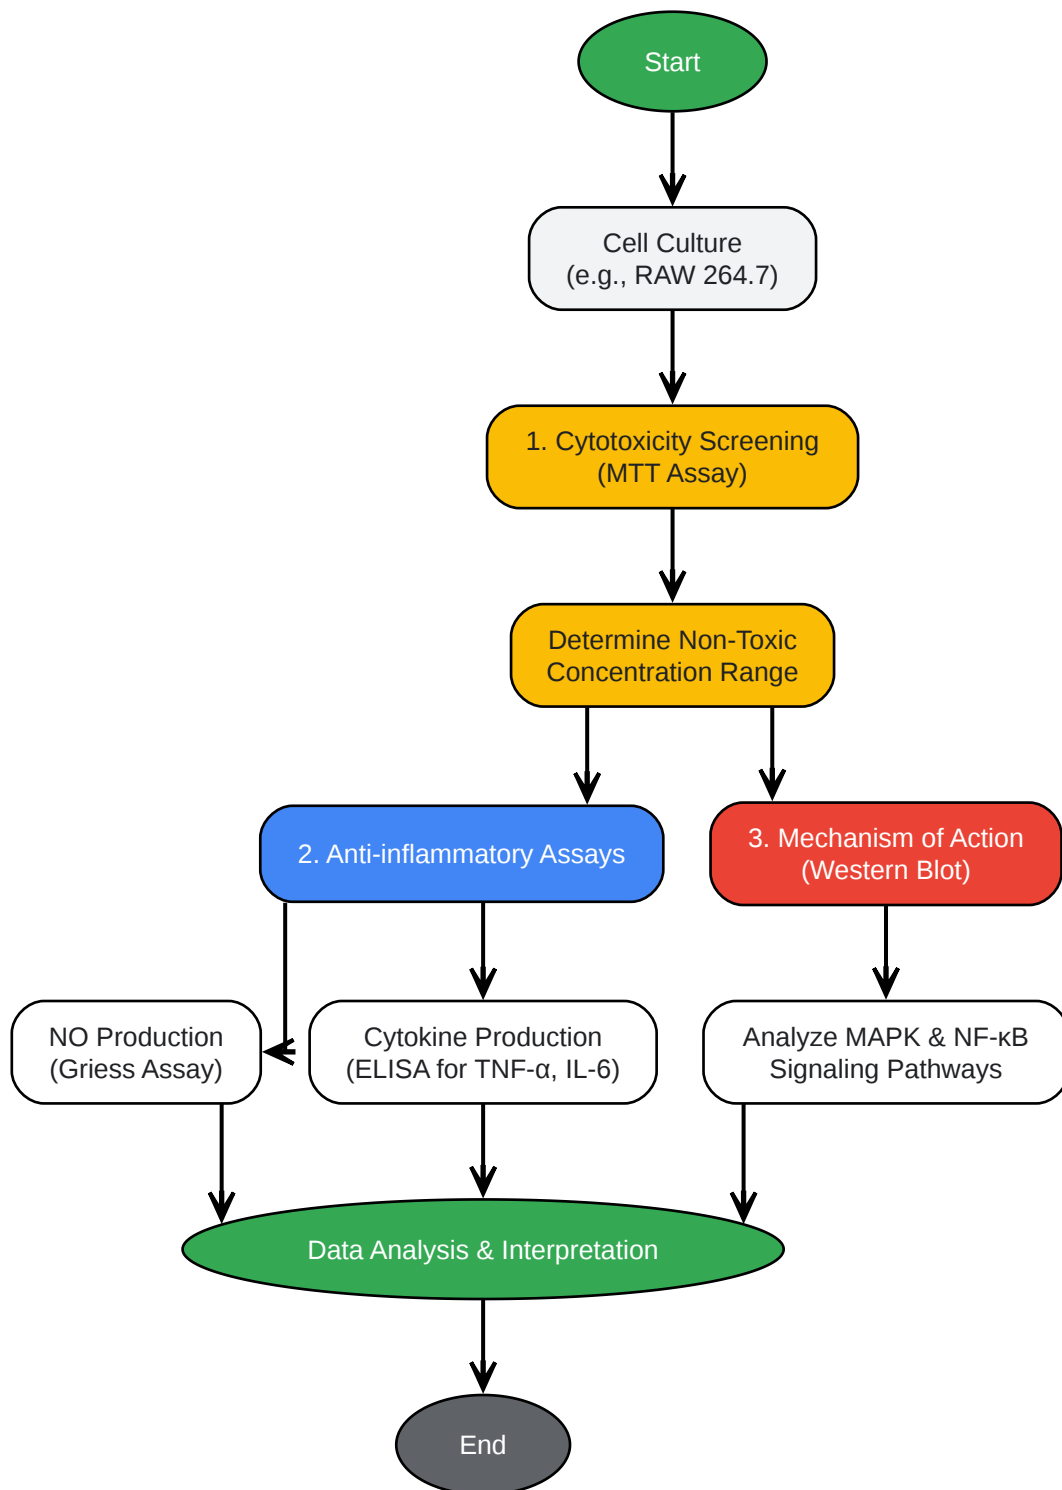 Start
Cell Culture
(e.g., RAW 264.7)
1. Cytotoxicity Screening
(MTT Assay)
Determine Non-Toxic
Concentration Range
2. Anti-inflammatory Assays
3. Mechanism of Action
(Western Blot)
NO Production
(Griess Assay)
Cytokine Production
(ELISA for TNF-α, IL-6)
Analyze MAPK & NF-κB
Signaling Pathways
Data Analysis & Interpretation
End